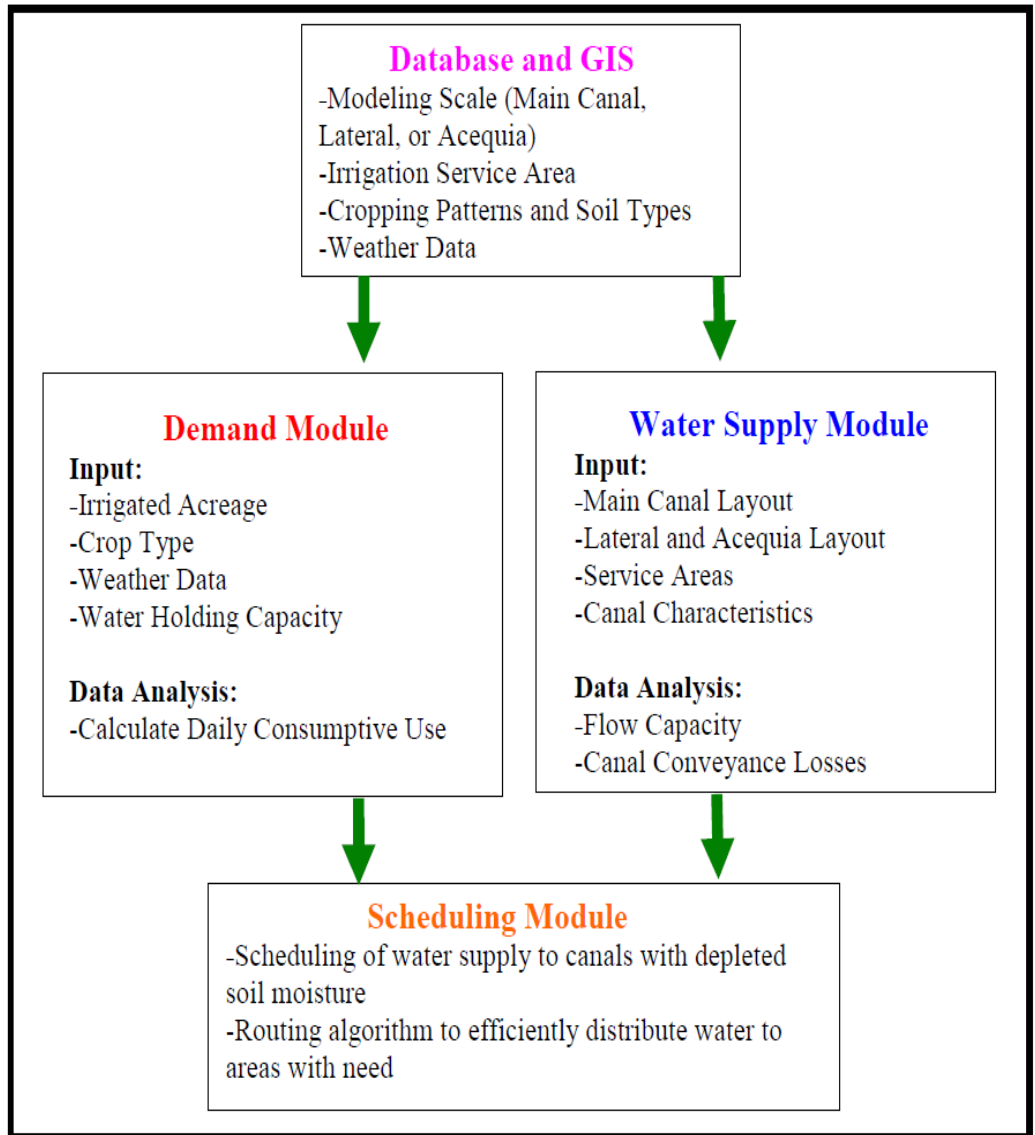 Database and GIS
-Modeling Scale (Main Canal,
Lateral, or Acequia)
-Irrigation Service Area
-Cropping Patterns and Soil Types
-Weather Data
Demand Module
Input:
-Irrigated Acreage
-Crop Type
-Weather Data
-Water Holding Capacity
Data Analysis:
-Calculate Daily Consumptive Use
Water Supply Module
Input:
-Main Canal Layout
-Lateral and Acequia Layout
-Service Areas
-Canal Characteristics
Data Analysis:
-Flow Capacity
-Canal Conveyance Losses
Scheduling Module
-Scheduling of water supply to canals with depleted
soil moisture
-Routing algorithm to efficiently distribute water to
areas with need